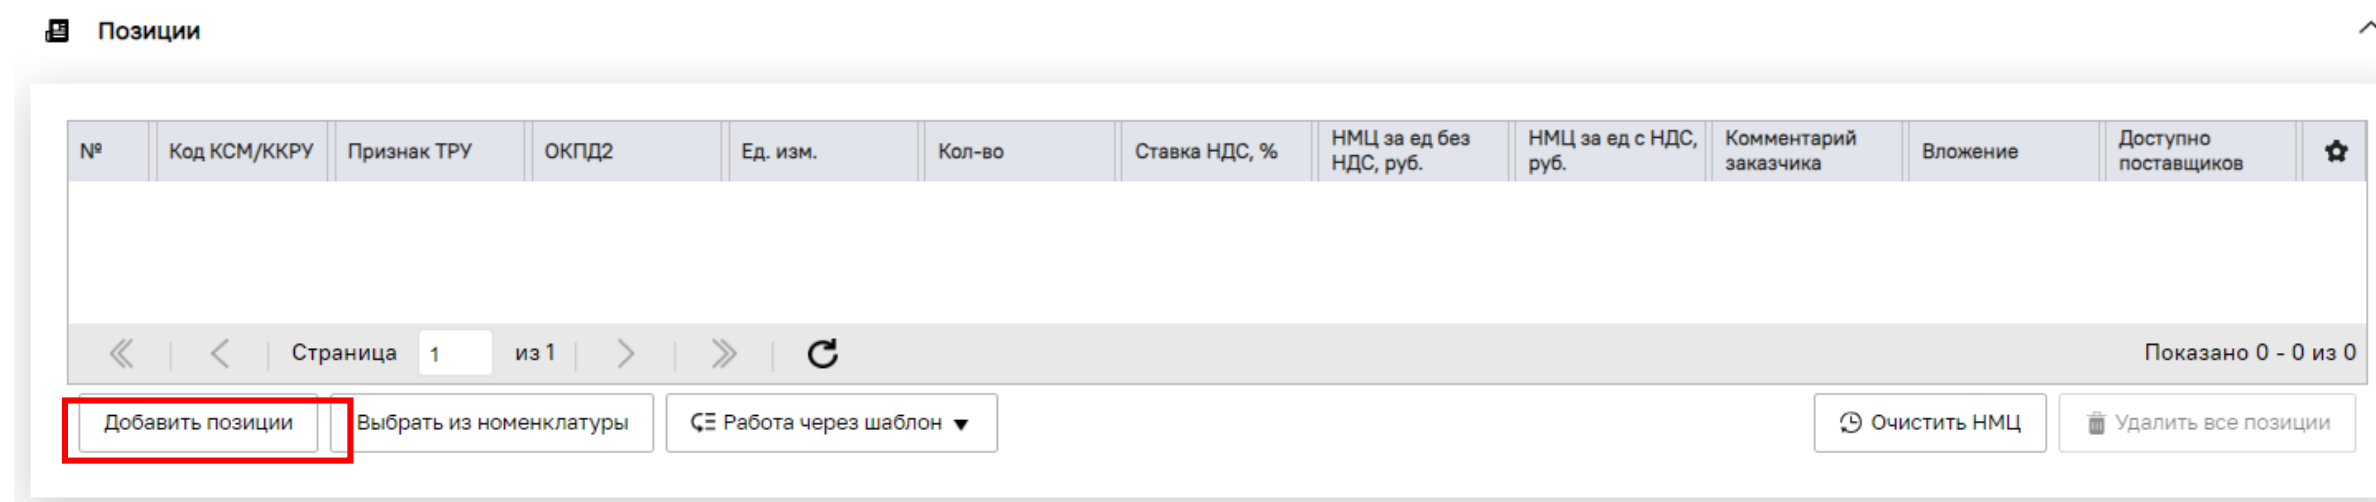 Позиции
№ Код КСМ/ККРУ Признак ТРУ ОКПД2 Ед. изм. Кол-во Ставка НДС, % НМЦ за ед без НДС, руб. НМЦ за ед с НДС, руб. Комментарий заказчика Вложение Доступно поставщиков
Страница 1 из 1 Показано 0 - 0 из 0
Добавить позиции Выбрать из номенклатуры Работа через шаблон Очистить НМЦ Удалить все позиции